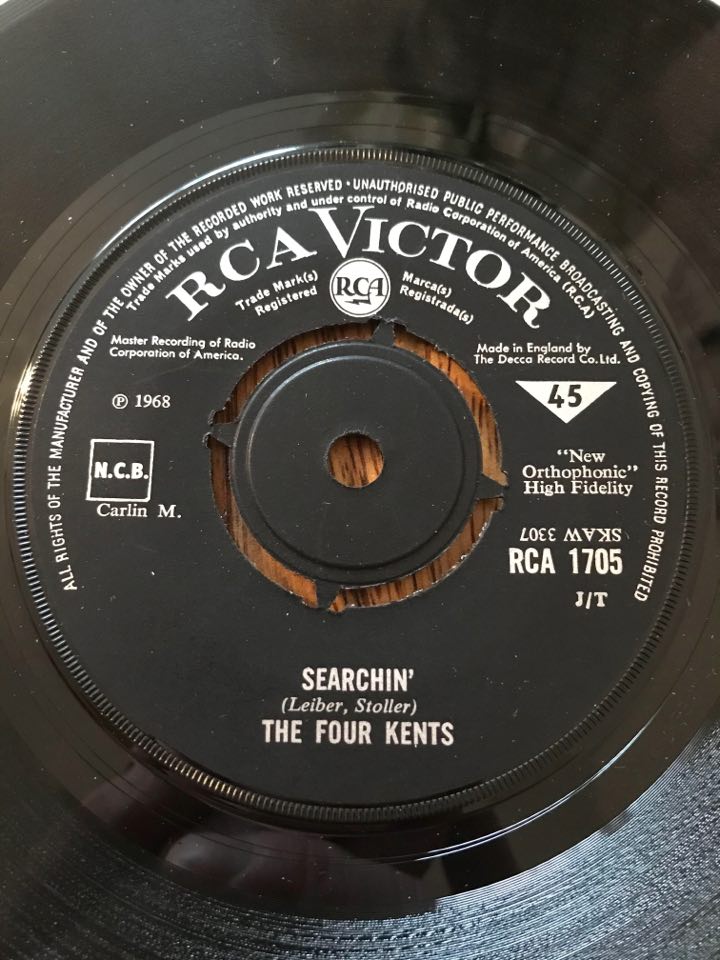 ALL RIGHTS OF THE MANUFACTURER AND OF THE OWNER OF THE RECORDED WORK RESERVED · UNAUTHORISED PUBLIC PERFORMANCE BROADCASTING AND COPYING OF THIS RECORD PROHIBITED
Trade Marks used by authority and under control of Radio Corporation of America (R.C.A)
RCA VICTOR
Trade Mark(s)
Registered
RCA
Marca(s)
Registrada(s)
Master Recording of Radio
Corporation of America.
Made in England by
The Decca Record Co. Ltd.
℗ 1968
45
N.C.B.
Carlin M.
"New
Orthophonic"
High Fidelity
SKAW 3307
RCA 1705
J/T
SEARCHIN'
(Leiber, Stoller)
THE FOUR KENTS